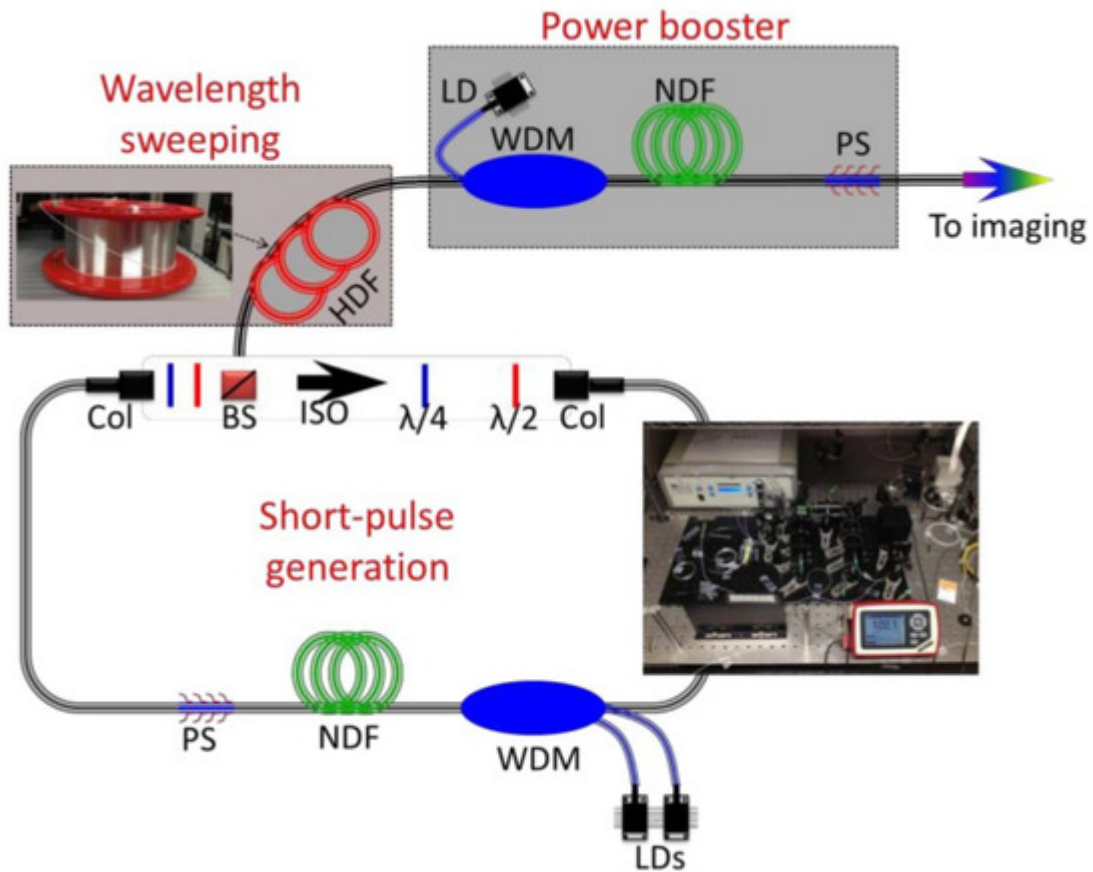 Power booster
Wavelength
sweeping
LD
WDM
NDF
PS
To imaging
HDF
Col
BS
ISO
λ/4
λ/2
Col
Short-pulse
generation
PS
NDF
WDM
LDs